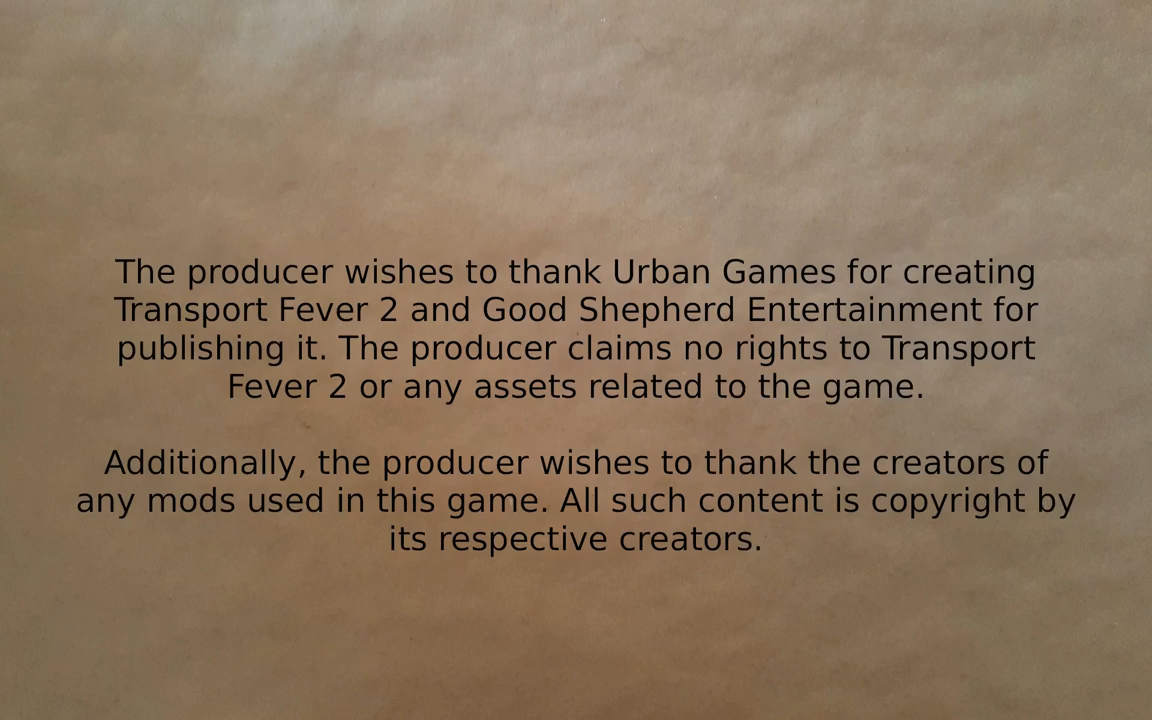 The producer wishes to thank Urban Games for creating
Transport Fever 2 and Good Shepherd Entertainment for
publishing it. The producer claims no rights to Transport
Fever 2 or any assets related to the game.
Additionally, the producer wishes to thank the creators of
any mods used in this game. All such content is copyright by
its respective creators.